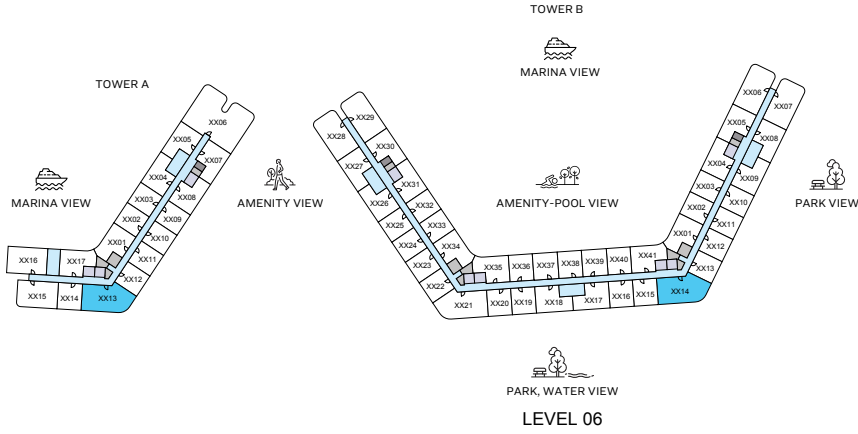 TOWER B
MARINA VIEW
TOWER A
MARINA VIEW
AMENITY VIEW
AMENITY-POOL VIEW
PARK VIEW
XX06
XX05
XX07
XX04
XX08
XX03
XX09
XX02
XX10
XX01
XX11
XX12
XX17
XX16
XX15
XX14
XX13
XX29
XX28
XX30
XX27
XX31
XX26
XX32
XX25
XX33
XX24
XX34
XX23
XX22
XX21
XX35
XX36
XX37
XX38
XX39
XX40
XX41
XX20
XX19
XX18
XX17
XX16
XX15
XX14
XX06
XX07
XX05
XX08
XX04
XX09
XX03
XX10
XX02
XX11
XX01
XX12
XX13
PARK, WATER VIEW
LEVEL 06